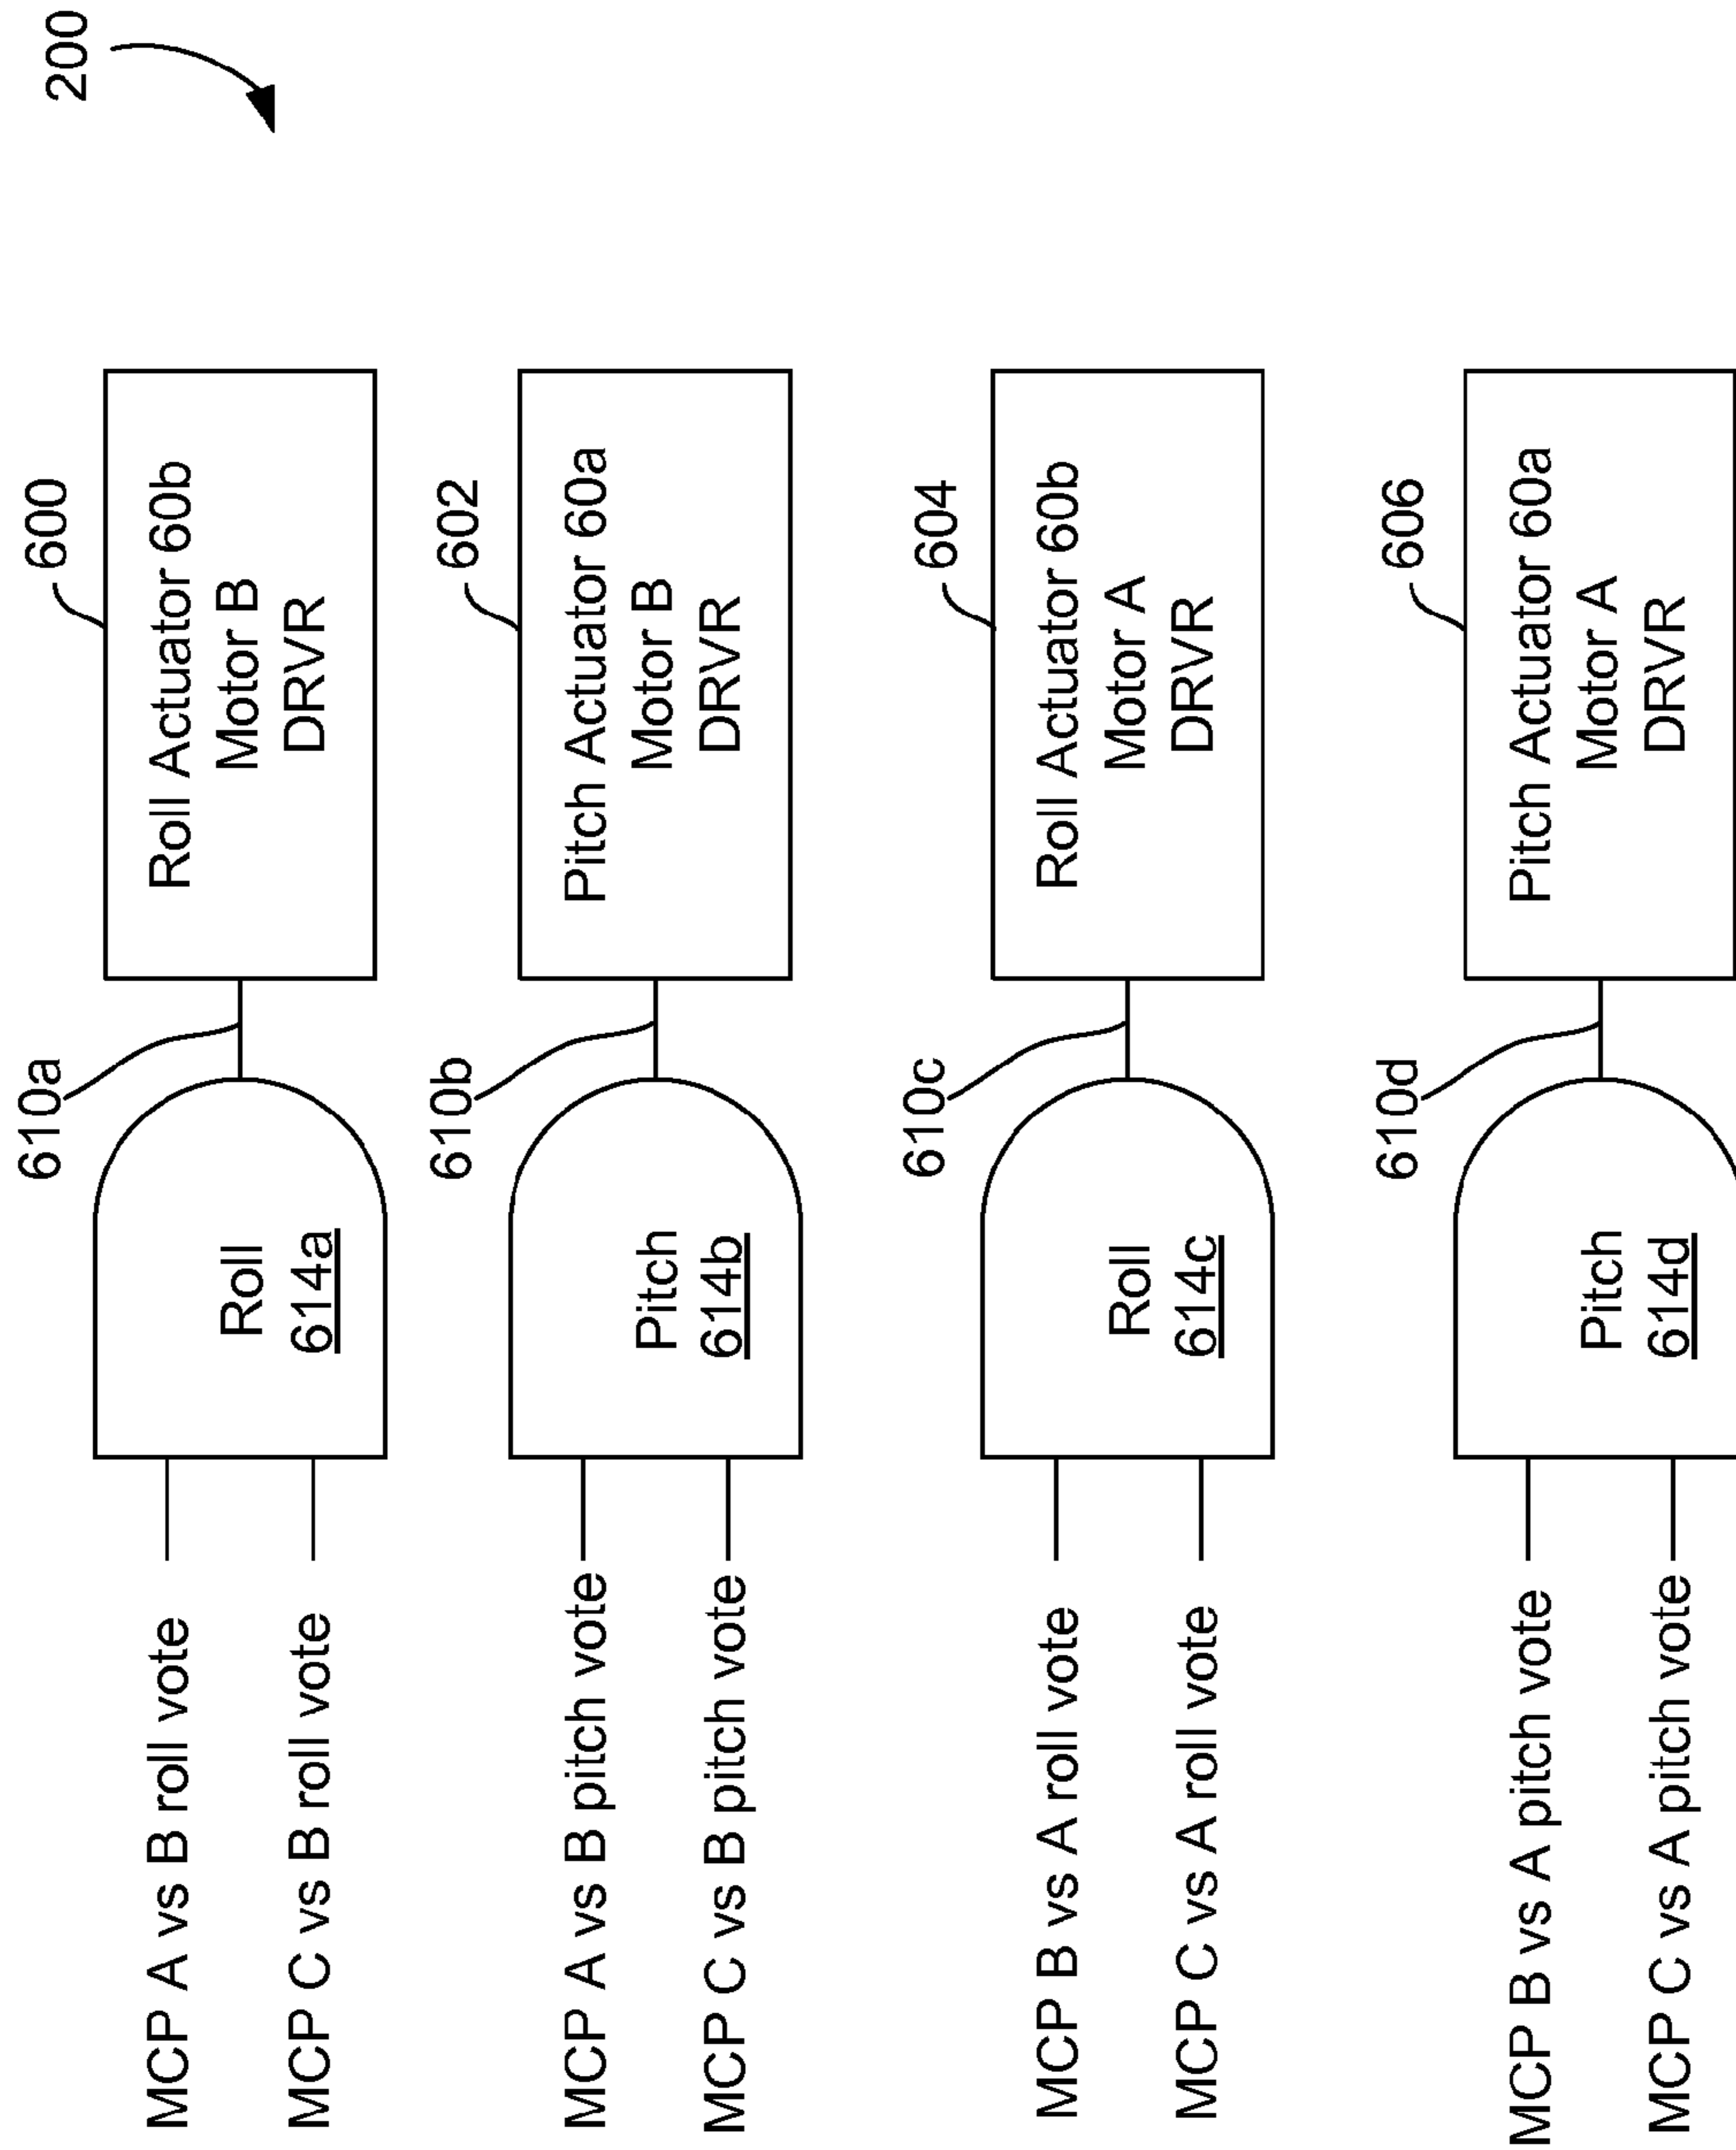 200
600
610a
MCP A vs B roll vote
MCP C vs B roll vote
Roll
614a
Roll Actuator 60b
Motor B
DRVR
602
610b
MCP A vs B pitch vote
MCP C vs B pitch vote
Pitch
614b
Pitch Actuator 60a
Motor B
DRVR
604
610c
MCP B vs A roll vote
MCP C vs A roll vote
Roll
614c
Roll Actuator 60b
Motor A
DRVR
606
610d
MCP B vs A pitch vote
MCP C vs A pitch vote
Pitch
614d
Pitch Actuator 60a
Motor A
DRVR